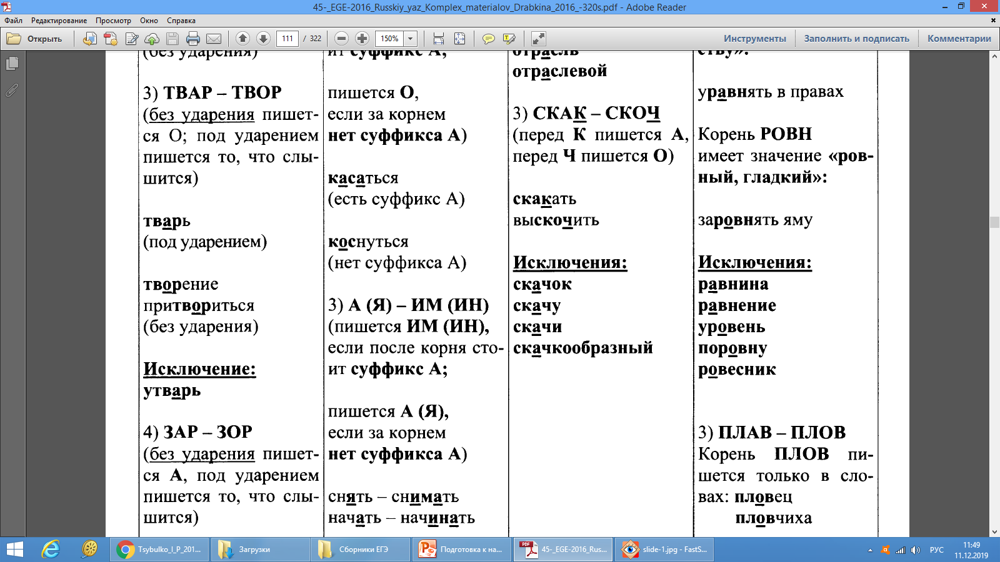 45-_EGE-2016_Russkiy_yaz_Komplex_materialov_Drabkina_2016_-320s.pdf - Adobe Reader
Файл Редактирование Просмотр Окно Справка
Открыть 111 / 322 150% Инструменты Заполнить и подписать Комментарии
(без ударения)
3) ТВАР – ТВОР
(без ударения пишет-
ся О; под ударением
пишется то, что слы-
шится)
тварь
(под ударением)
творение
притвориться
(без ударения)
Исключение:
утварь
4) ЗАР – ЗОР
(без ударения пишет-
ся А, под ударением
пишется то, что слы-
шится)
ит суффикс А;
пишется О,
если за корнем
нет суффикса А)
касаться
(есть суффикс А)
коснуться
(нет суффикса А)
3) А (Я) – ИМ (ИН)
(пишется ИМ (ИН),
если после корня сто-
ит суффикс А;
пишется А (Я),
если за корнем
нет суффикса А)
снять – снимать
начать – начинать
отрасль
отраслевой
3) СКАК – СКОЧ
(перед К пишется А,
перед Ч пишется О)
скакать
выскочить
Исключения:
скачок
скачу
скачи
скачкообразный
ству»:
уравнять в правах
Корень РОВН
имеет значение «ров-
ный, гладкий»:
заровнять яму
Исключения:
равнина
равнение
уровень
поровну
ровесник
3) ПЛАВ – ПЛОВ
Корень ПЛОВ пи-
шется только в сло-
вах: пловец
пловчиха
Tsybulko_I_P_201... Загрузки Сборники ЕГЭ Подготовка к на... 45-_EGE-2016_Rus... slide-1.jpg - FastS... РУС 11:49
11.12.2019